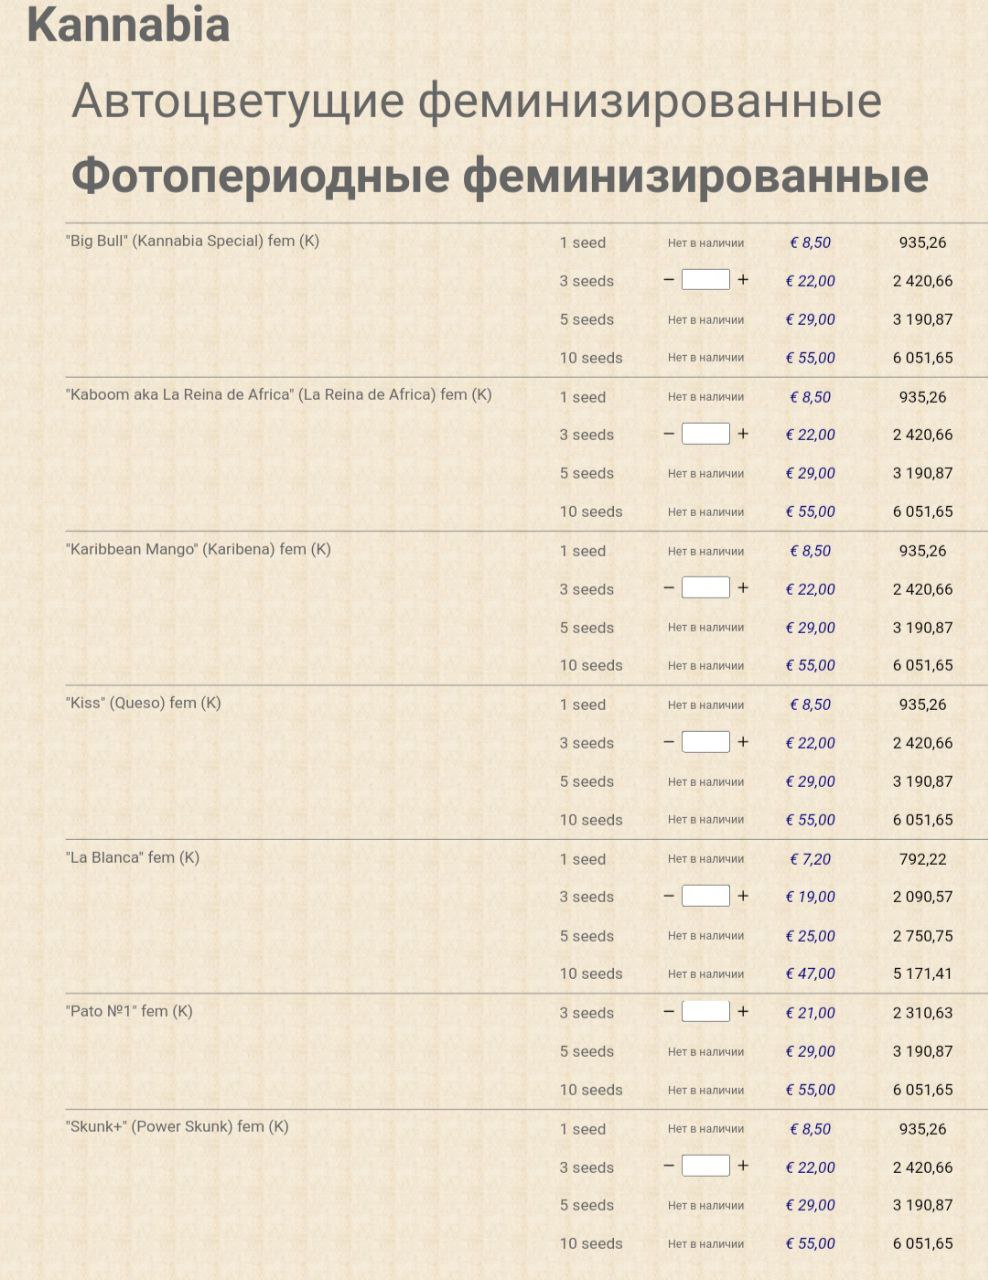 Kannabia
Автоцветущие феминизированные
Фотопериодные феминизированные
"Big Bull" (Kannabia Special) fem (K) 1 seed Нет в наличии € 8,50 935,26
3 seeds − + € 22,00 2 420,66
5 seeds Нет в наличии € 29,00 3 190,87
10 seeds Нет в наличии € 55,00 6 051,65
"Kaboom aka La Reina de Africa" (La Reina de Africa) fem (K) 1 seed Нет в наличии € 8,50 935,26
3 seeds − + € 22,00 2 420,66
5 seeds Нет в наличии € 29,00 3 190,87
10 seeds Нет в наличии € 55,00 6 051,65
"Karibbean Mango" (Karibena) fem (K) 1 seed Нет в наличии € 8,50 935,26
3 seeds − + € 22,00 2 420,66
5 seeds Нет в наличии € 29,00 3 190,87
10 seeds Нет в наличии € 55,00 6 051,65
"Kiss" (Queso) fem (K) 1 seed Нет в наличии € 8,50 935,26
3 seeds − + € 22,00 2 420,66
5 seeds Нет в наличии € 29,00 3 190,87
10 seeds Нет в наличии € 55,00 6 051,65
"La Blanca" fem (K) 1 seed Нет в наличии € 7,20 792,22
3 seeds − + € 19,00 2 090,57
5 seeds Нет в наличии € 25,00 2 750,75
10 seeds Нет в наличии € 47,00 5 171,41
"Pato №1" fem (K) 3 seeds − + € 21,00 2 310,63
5 seeds Нет в наличии € 29,00 3 190,87
10 seeds Нет в наличии € 55,00 6 051,65
"Skunk+" (Power Skunk) fem (K) 1 seed Нет в наличии € 8,50 935,26
3 seeds − + € 22,00 2 420,66
5 seeds Нет в наличии € 29,00 3 190,87
10 seeds Нет в наличии € 55,00 6 051,65